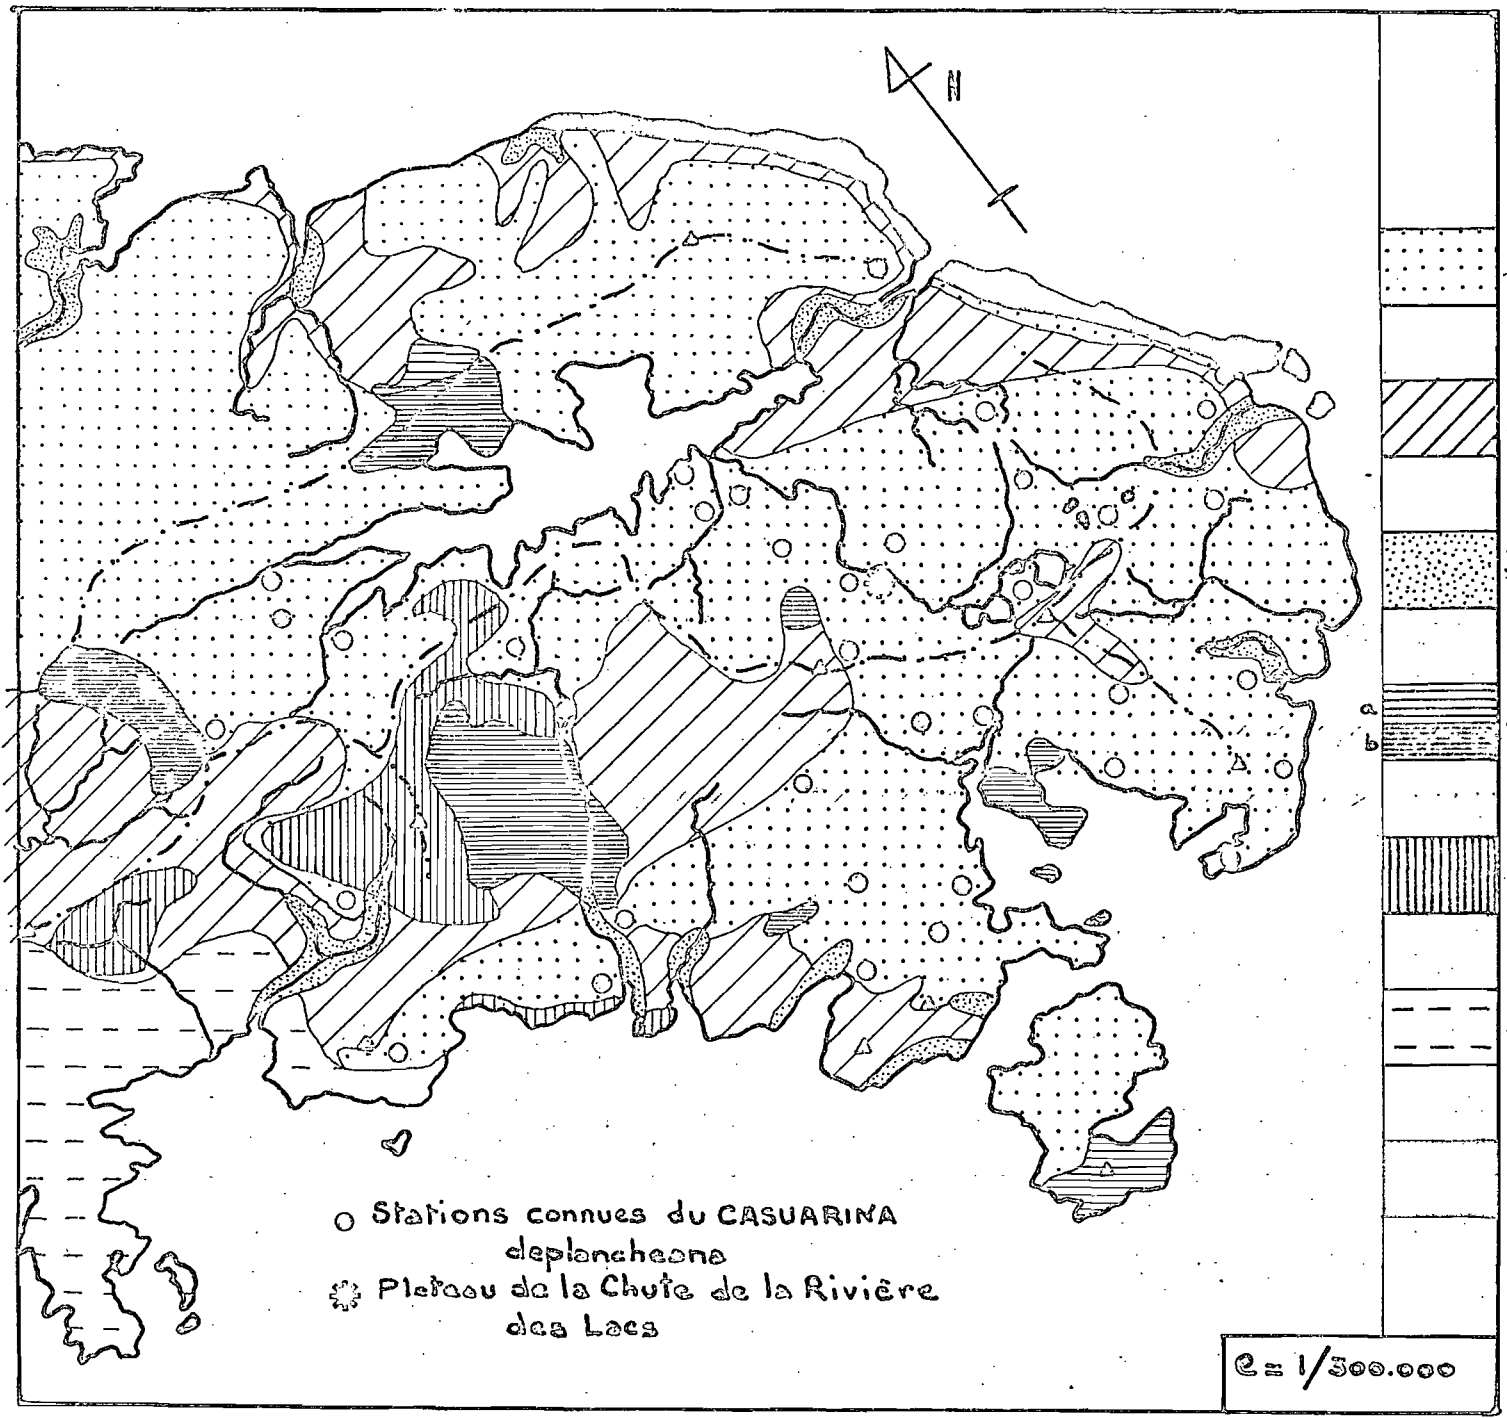 N
a
b
Stations connues du CASUARINA
deplancheana
Plateau de la Chute de la Rivière
des Lacs
e = 1/300.000